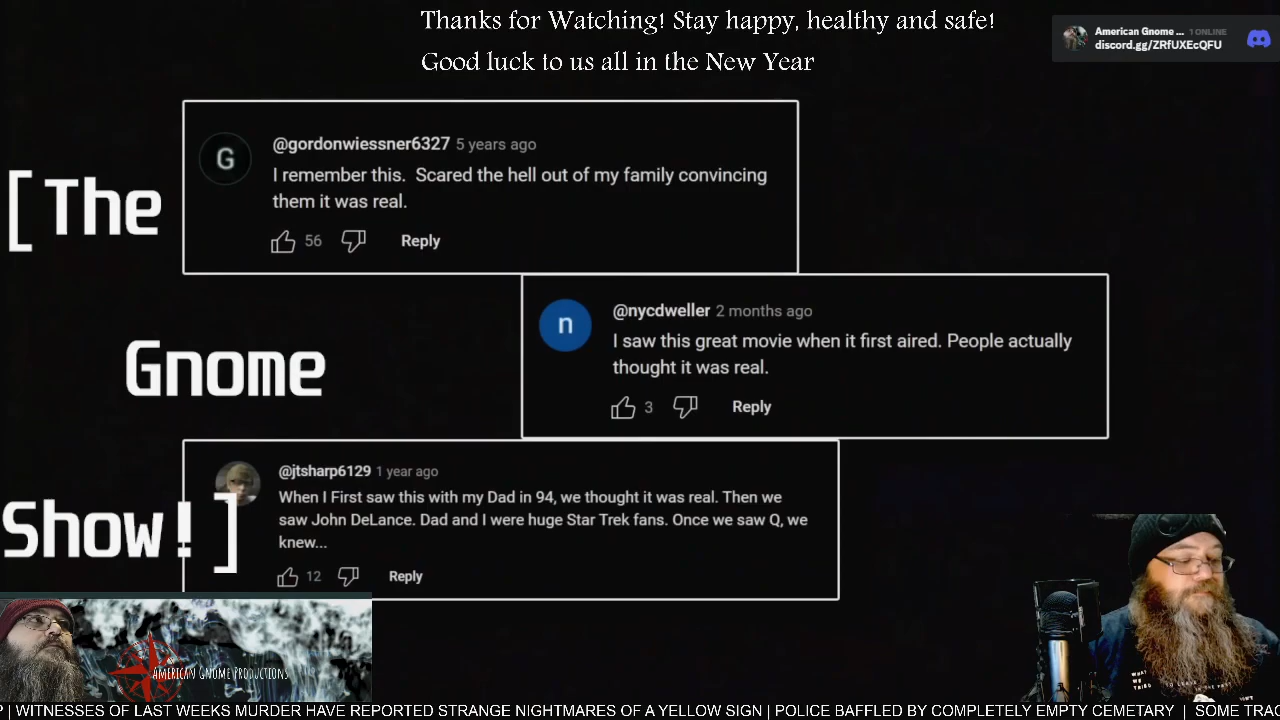 Thanks for Watching! Stay happy, healthy and safe!
Good luck to us all in the New Year
American Gnome ... 1 ONLINE
discord.gg/ZRfUXEcQFU
[The
Gnome
Show!]
G
@gordonwiessner6327 5 years ago
I remember this. Scared the hell out of my family convincing
them it was real.
56 Reply
n
@nycdweller 2 months ago
I saw this great movie when it first aired. People actually
thought it was real.
3 Reply
@jtsharp6129 1 year ago
When I First saw this with my Dad in 94, we thought it was real. Then we
saw John DeLance. Dad and I were huge Star Trek fans. Once we saw Q, we
knew...
12 Reply
American Gnome Productions
WHAT
WE
P | WITNESSES OF LAST WEEKS MURDER HAVE REPORTED STRANGE NIGHTMARES OF A YELLOW SIGN | POLICE BAFFLED BY COMPLETELY EMPTY CEMETARY | SOME TRAC